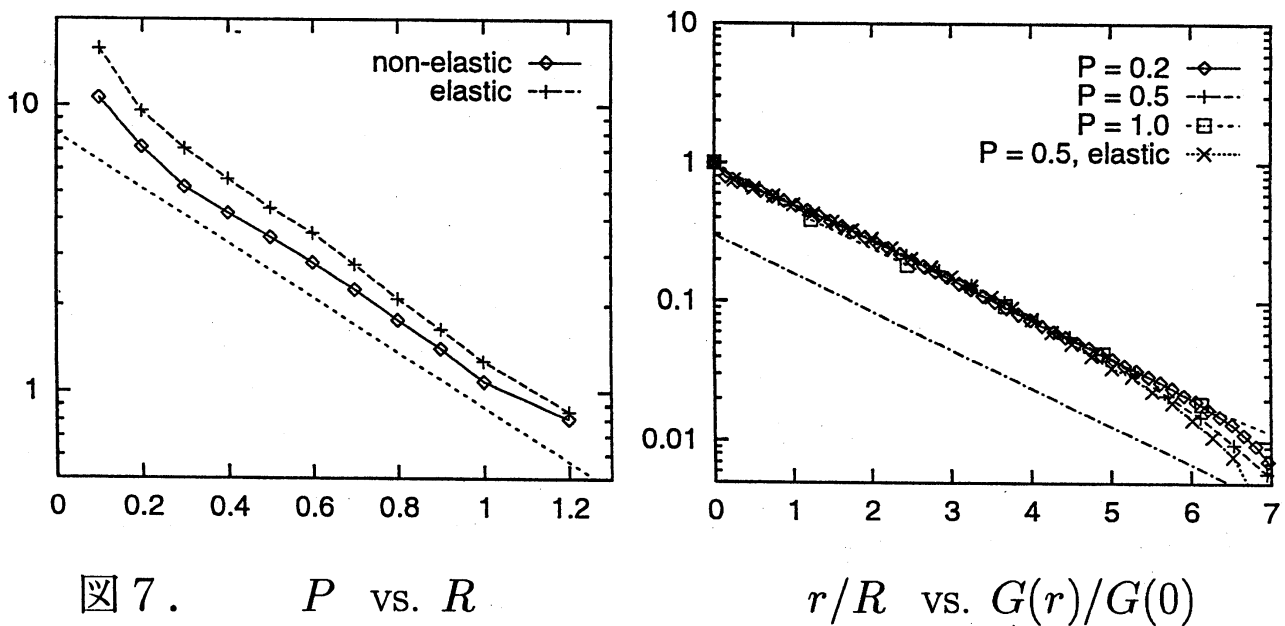 non-elastic
elastic
10
1
0 0.2 0.4 0.6 0.8 1 1.2
図7. P vs. R
10
1
0.1
0.01
P = 0.2
P = 0.5
P = 1.0
P = 0.5, elastic
0 1 2 3 4 5 6 7
r/R vs. G(r)/G(0)